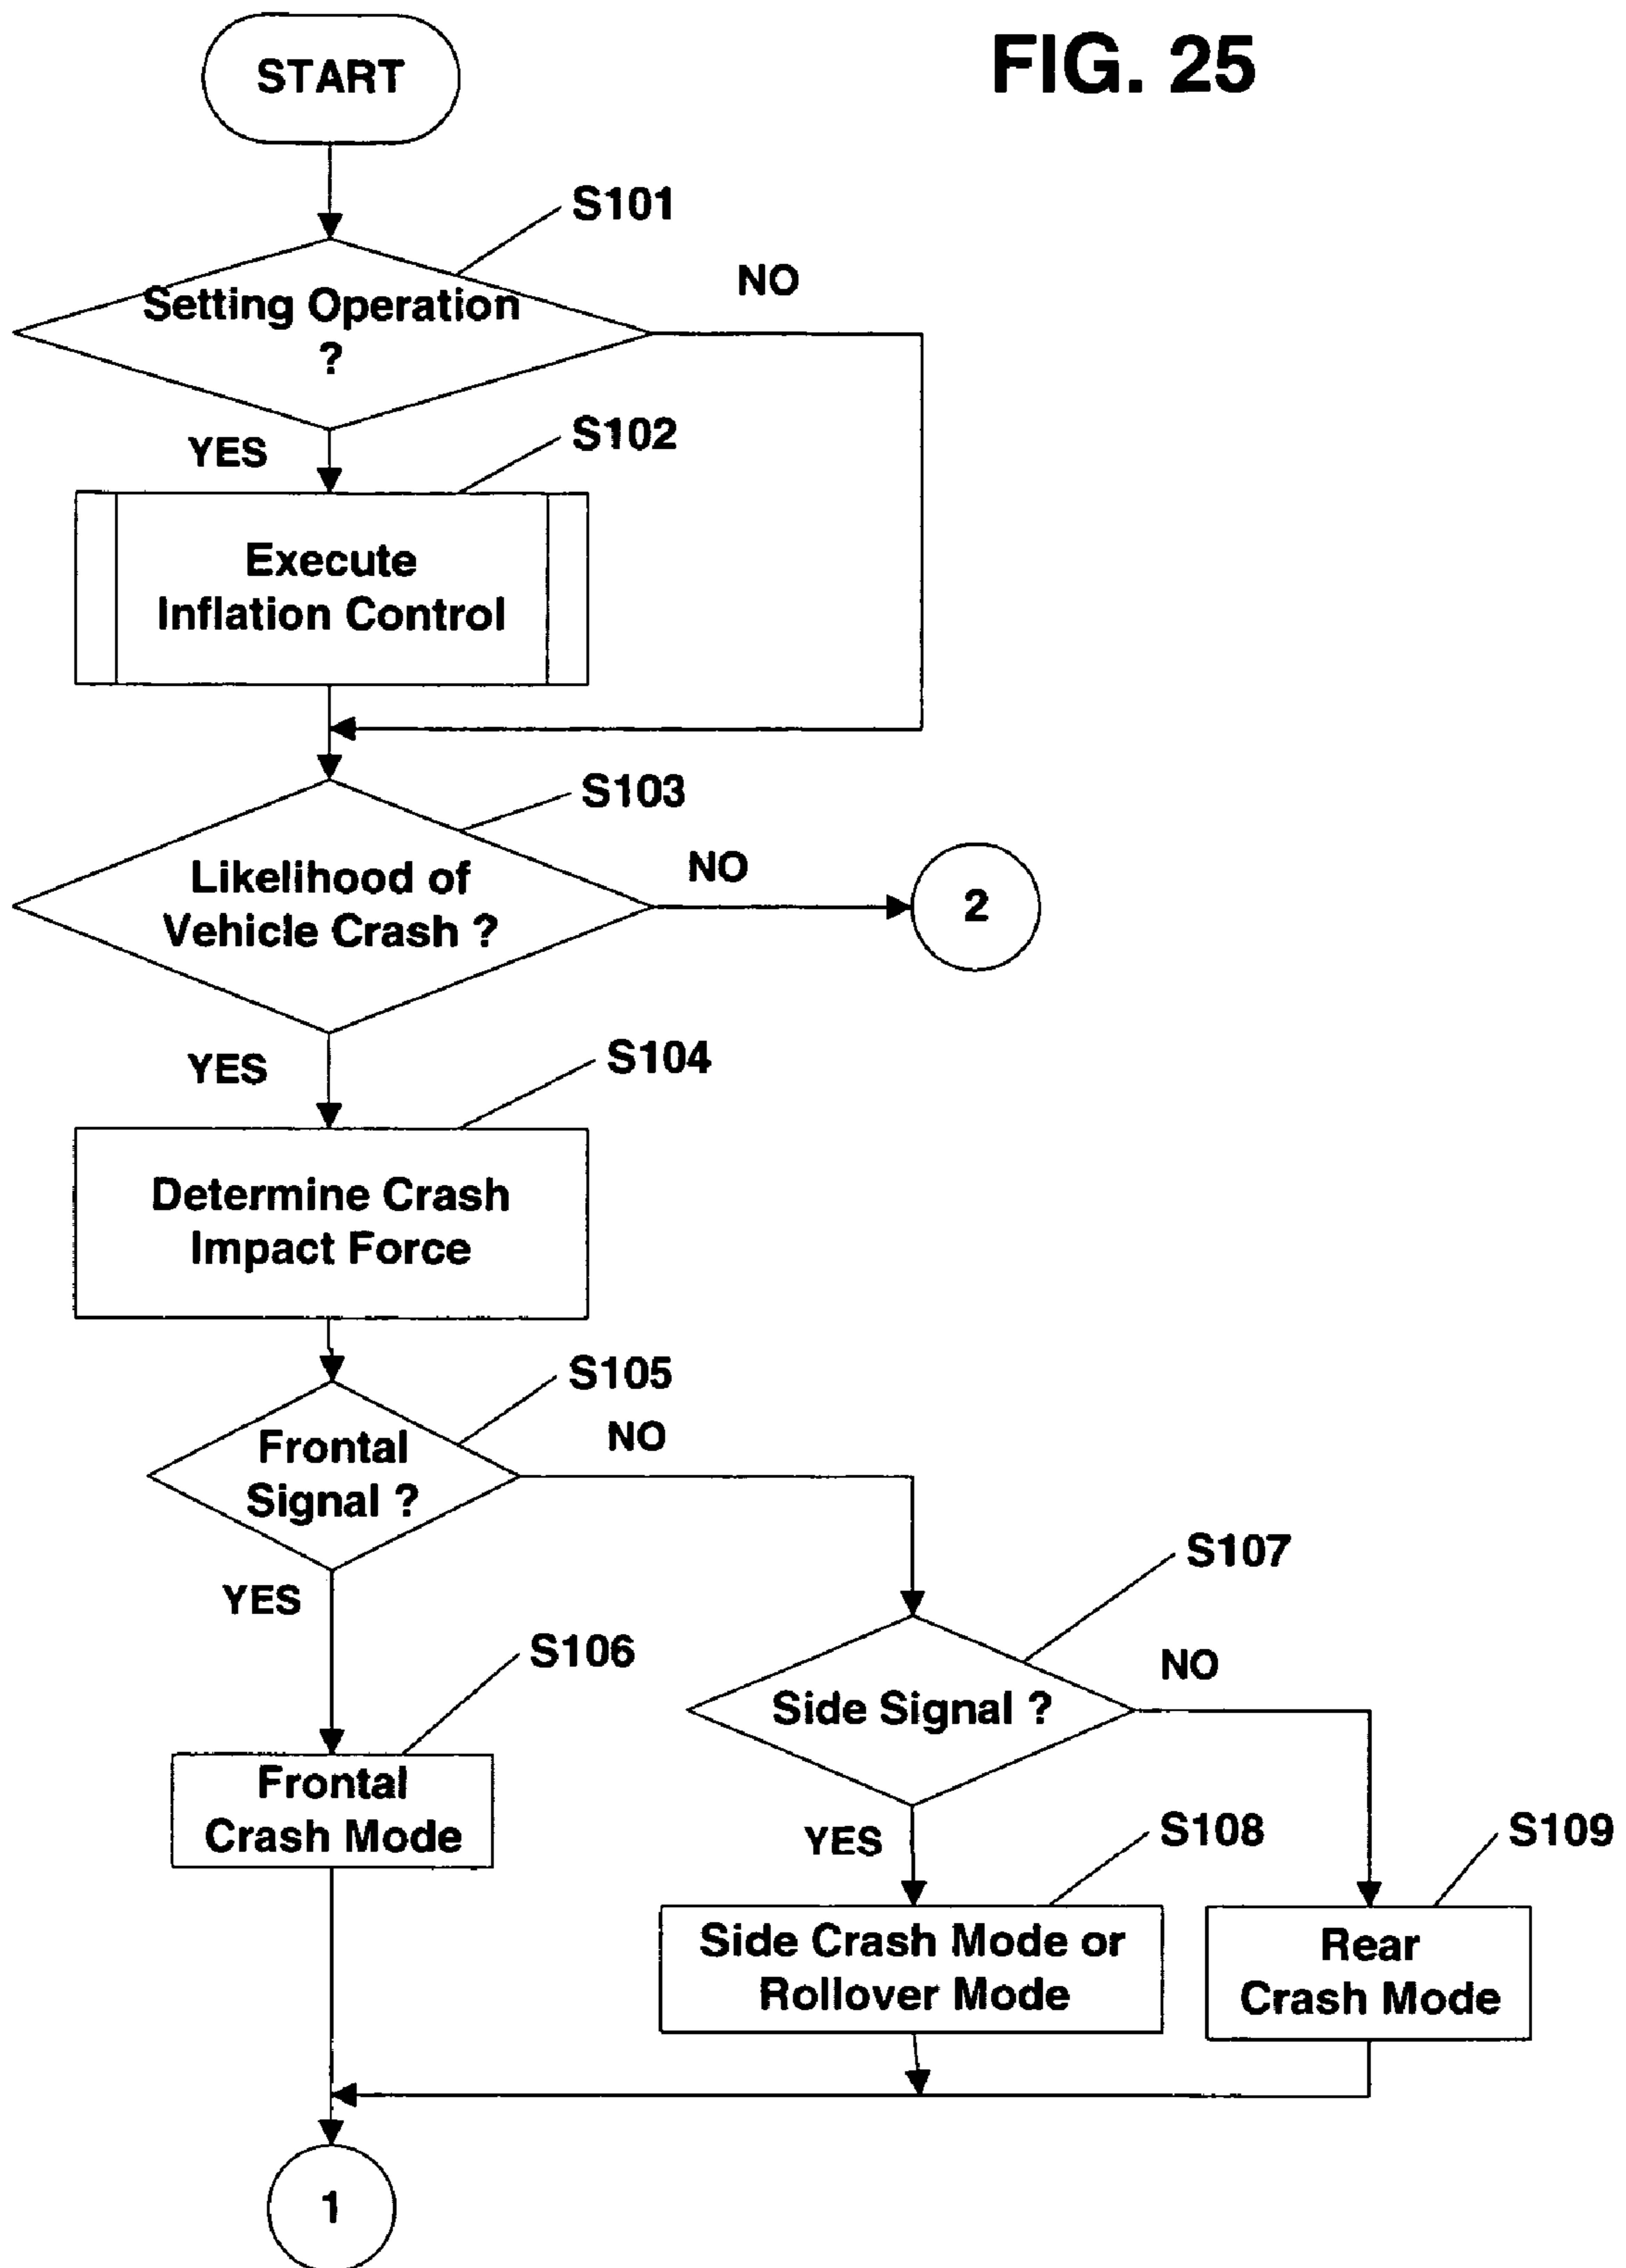 FIG. 25
START
S101
Setting Operation
?
NO
YES
S102
Execute
Inflation Control
S103
Likelihood of
Vehicle Crash ?
NO
2
YES
S104
Determine Crash
Impact Force
S105
Frontal
Signal ?
NO
YES
S107
Side Signal ?
NO
S106
Frontal
Crash Mode
YES
S108
S109
Side Crash Mode or
Rollover Mode
Rear
Crash Mode
1